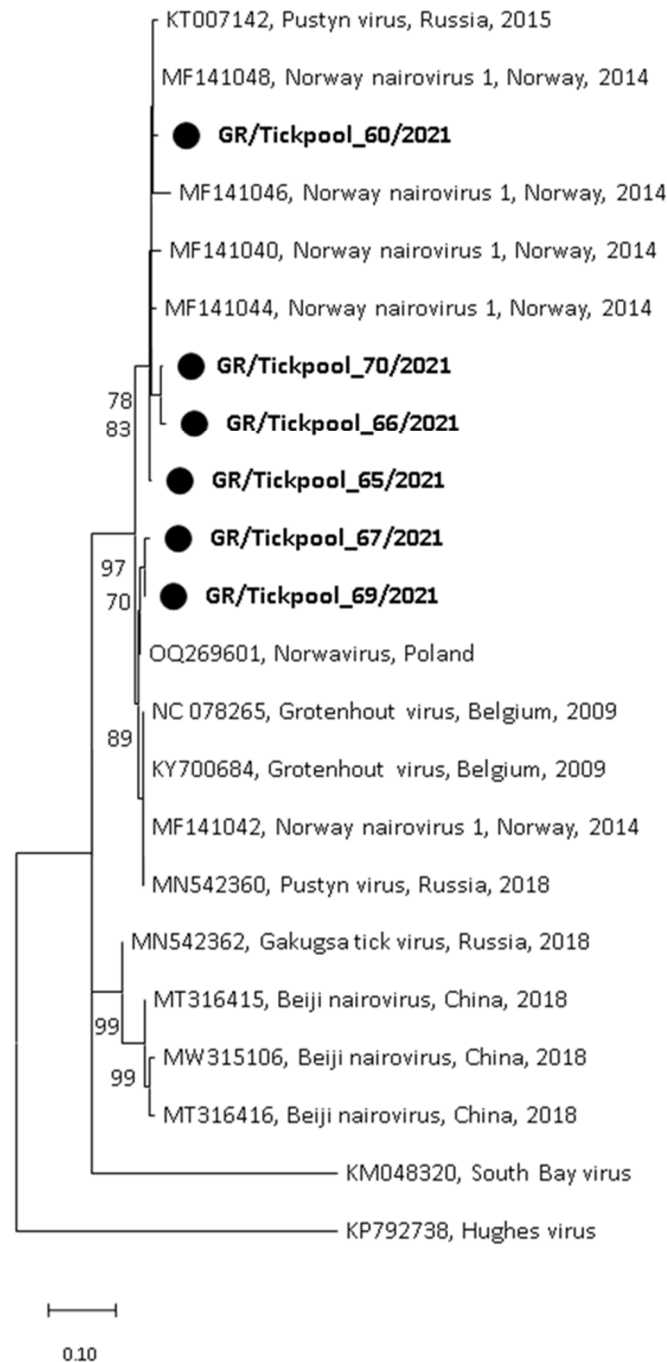 KT007142, Pustyn virus, Russia, 2015
MF141048, Norway nairovirus 1, Norway, 2014
GR/Tickpool_60/2021
MF141046, Norway nairovirus 1, Norway, 2014
MF141040, Norway nairovirus 1, Norway, 2014
MF141044, Norway nairovirus 1, Norway, 2014
GR/Tickpool_70/2021
78
83
GR/Tickpool_66/2021
GR/Tickpool_65/2021
GR/Tickpool_67/2021
97
70
GR/Tickpool_69/2021
OQ269601, Norwavirus, Poland
NC 078265, Grotenhout virus, Belgium, 2009
89
KY700684, Grotenhout virus, Belgium, 2009
MF141042, Norway nairovirus 1, Norway, 2014
MN542360, Pustyn virus, Russia, 2018
MN542362, Gakugsa tick virus, Russia, 2018
MT316415, Beiji nairovirus, China, 2018
99
MW315106, Beiji nairovirus, China, 2018
99
MT316416, Beiji nairovirus, China, 2018
KM048320, South Bay virus
KP792738, Hughes virus
0.10